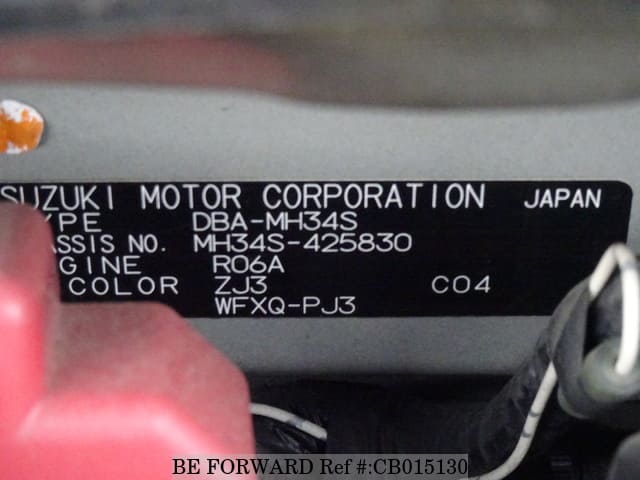 SUZUKI MOTOR CORPORATION JAPAN
TYPE DBA-MH34S
ASSIS NO. MH34S-425830
GINE R06A
COLOR ZJ3 C04
WFXQ-PJ3
BE FORWARD Ref #:CB015130